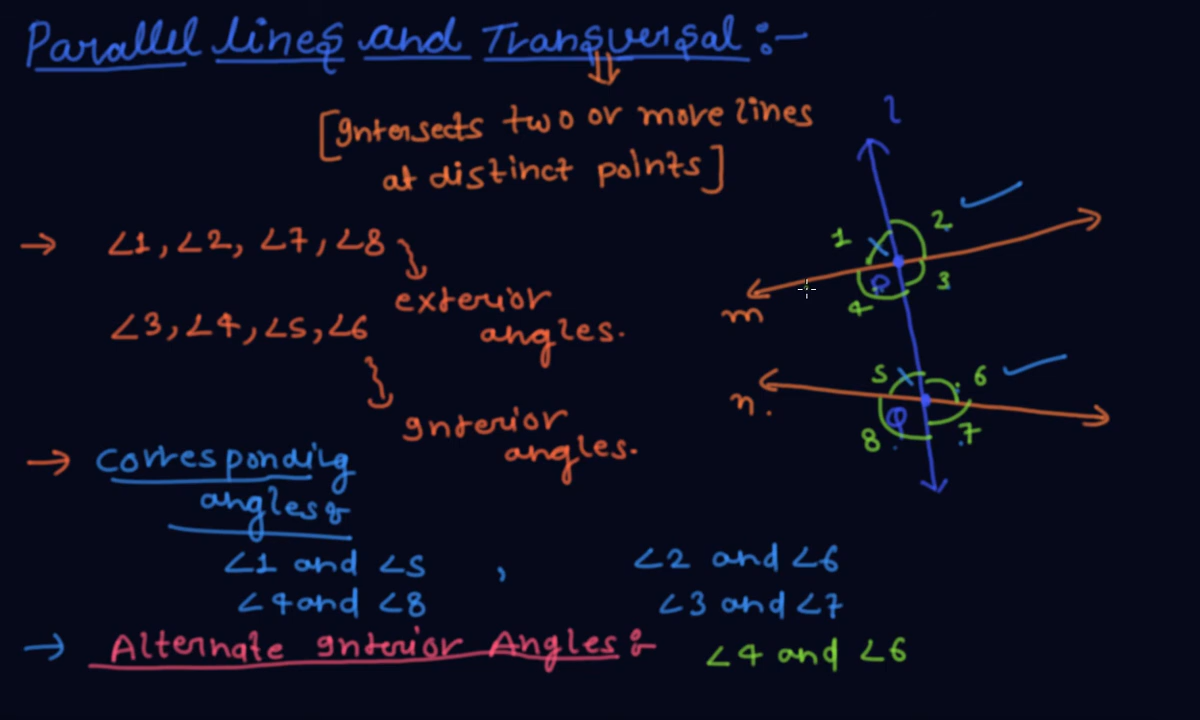 Parallel lines and Transversal :-
[Intersects two or more lines
at distinct points]
l
→ ∠1, ∠2, ∠7, ∠8
exterior
angles.
∠3, ∠4, ∠5, ∠6
Interior
angles.
1 2
P 3
4
m
5 6
n.
Q
8 7
→ Corresponding
angles :
∠1 and ∠5 , ∠2 and ∠6
∠4 and ∠8 ∠3 and ∠7
→ Alternate Interior Angles : ∠4 and ∠6